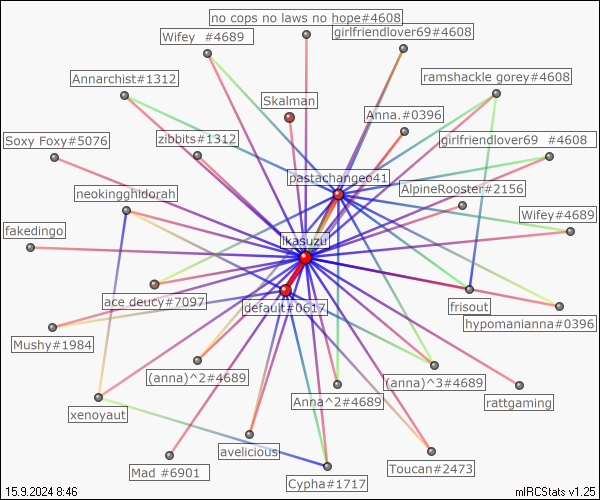 no cops no laws no hope#4608
Wifey #4689
girlfriendlover69#4608
Annarchist#1312
ramshackle gorey#4608
Skalman
Anna.#0396
Soxy Foxy#5076
zibbits#1312
girlfriendlover69 #4608
pastachangeo41
neokingghidorah
AlpineRooster#2156
Wifey#4689
fakedingo
ikasuzu
ace deucy#7097
default#0617
frisout
hypomanianna#0396
Mushy#1984
(anna)^2#4689
(anna)^3#4689
Anna^2#4689
rattgaming
xenoyaut
avelicious
Mad #6901
Toucan#2473
Cypha#1717
15.9.2024 8:46
mIRCStats v1.25